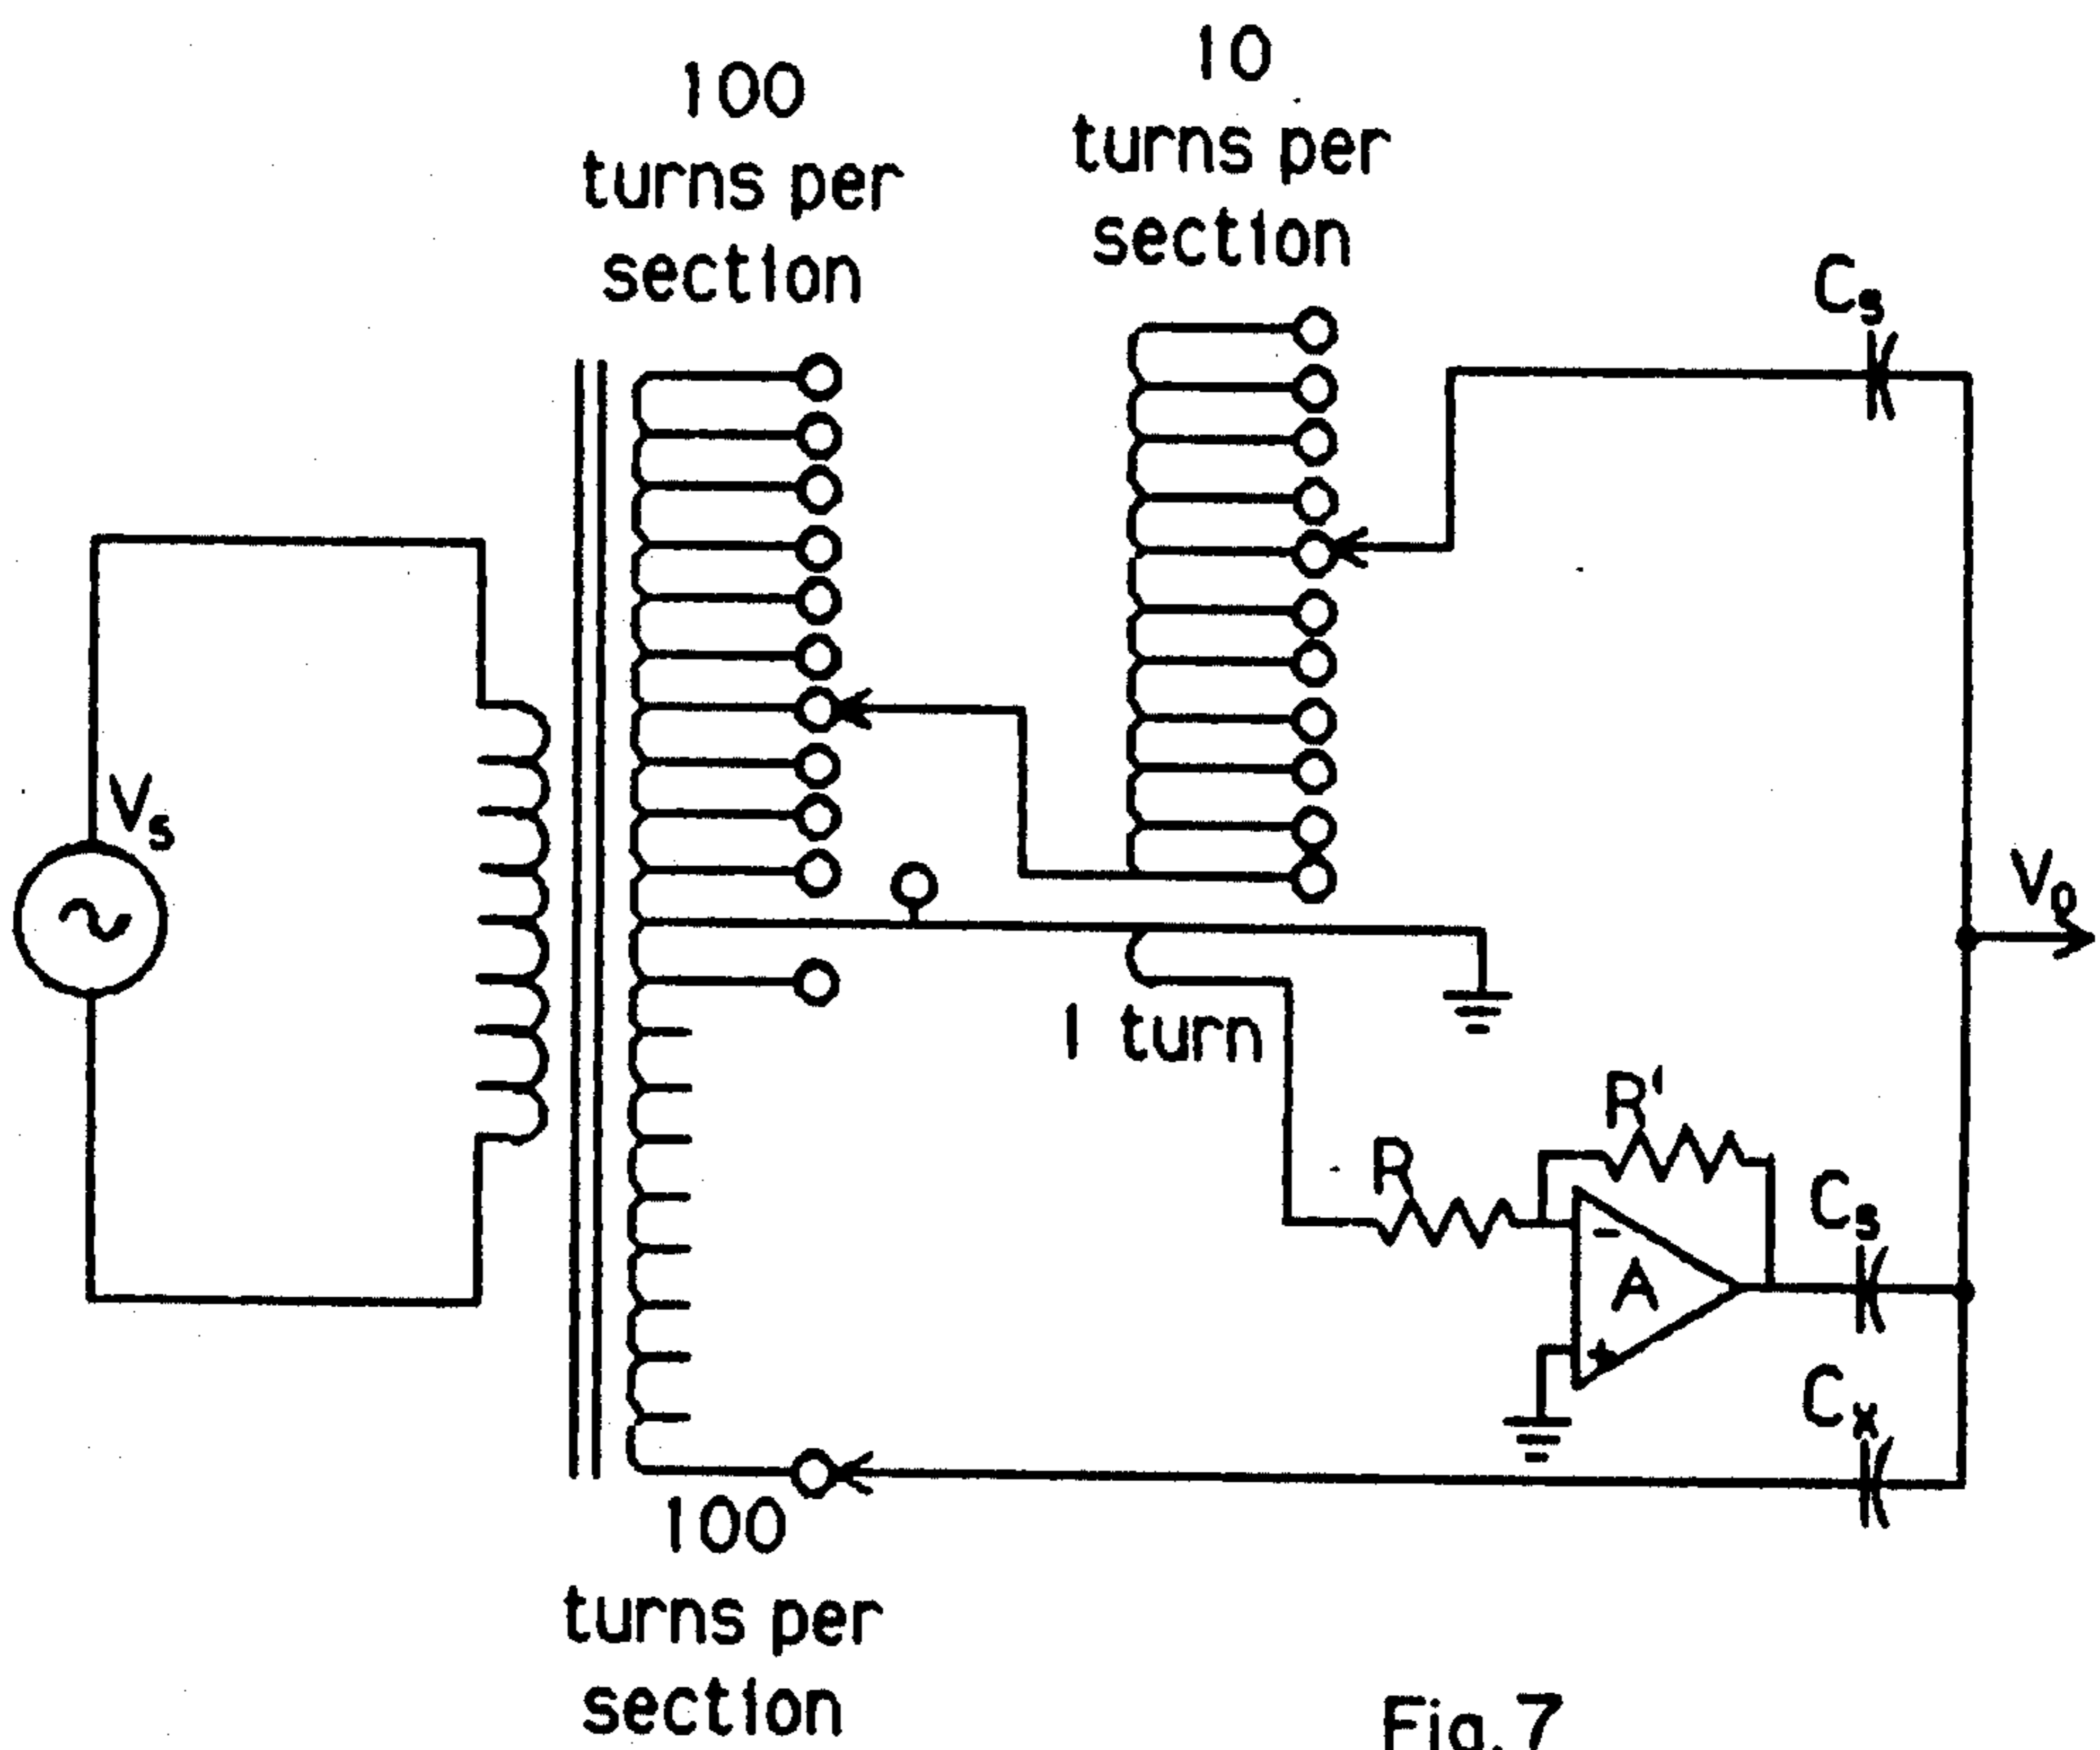 100
turns per
section
10
turns per
section
Cs
Vs
Vo
1 turn
R'
R
Cs
-
A
+
Cx
100
turns per
section
Fig. 7